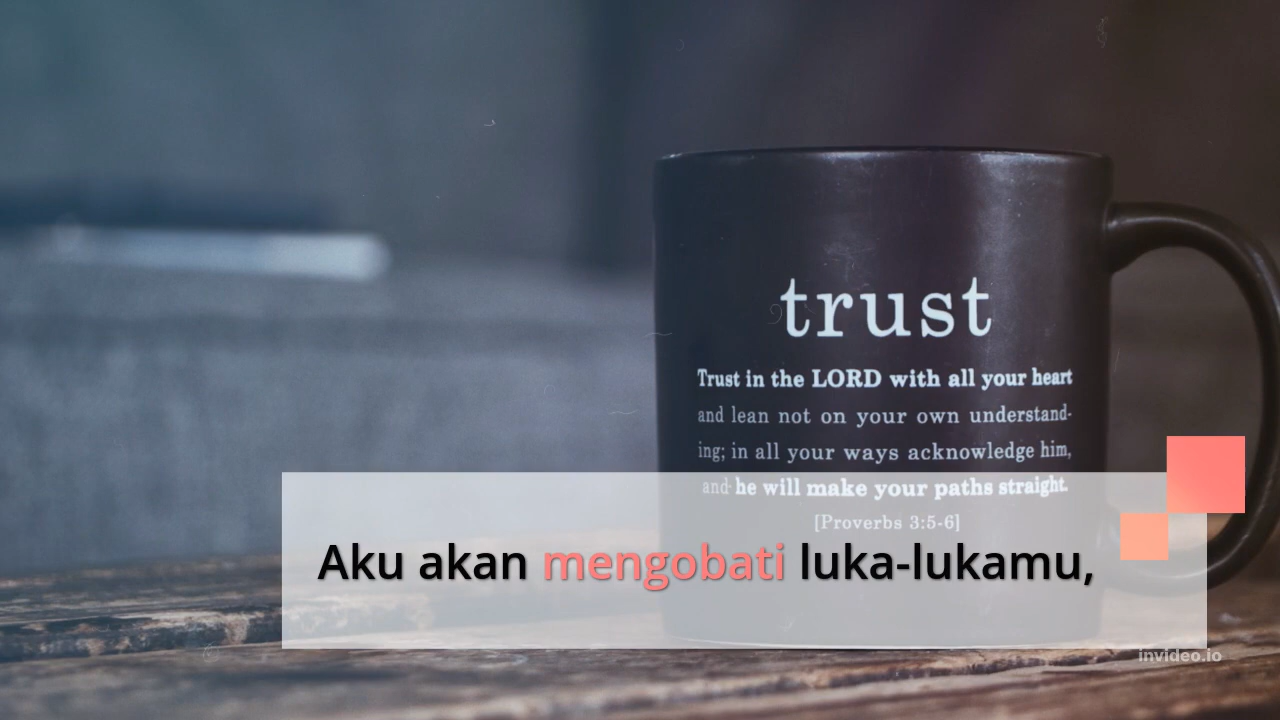 trust
Trust in the LORD with all your heart
and lean not on your own understand-
ing; in all your ways acknowledge him,
and he will make your paths straight.
[Proverbs 3:5-6]
Aku akan mengobati luka-lukamu,
invideo.io